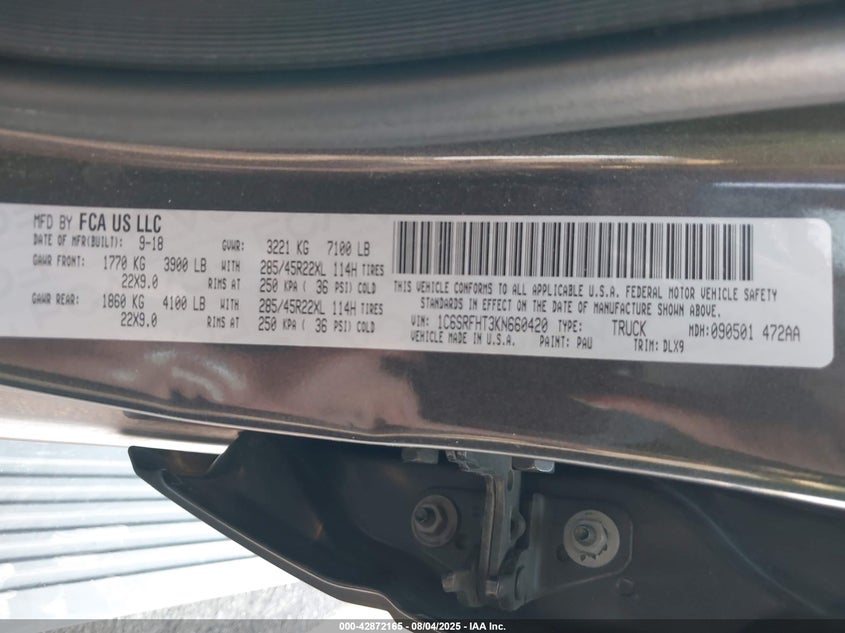 MFD BY FCA US LLC
DATE OF MFR(BUILT): 9-18 GVWR: 3221 KG 7100 LB
GAWR FRONT: 1770 KG 3900 LB WITH 285/45R22XL 114H TIRES
22X9.0 RIMS AT 250 KPA ( 36 PSI) COLD
GAWR REAR: 1860 KG 4100 LB WITH 285/45R22XL 114H TIRES
22X9.0 RIMS AT 250 KPA ( 36 PSI) COLD
THIS VEHICLE CONFORMS TO ALL APPLICABLE U.S.A. FEDERAL MOTOR VEHICLE SAFETY
STANDARDS IN EFFECT ON THE DATE OF MANUFACTURE SHOWN ABOVE.
VIN: 1C6SRFHT3KN660420 TYPE: TRUCK MDH:090501 472AA
VEHICLE MADE IN U.S.A. PAINT: PAU TRIM: DLX9
000-42872165 - 08/04/2025 - IAA Inc.